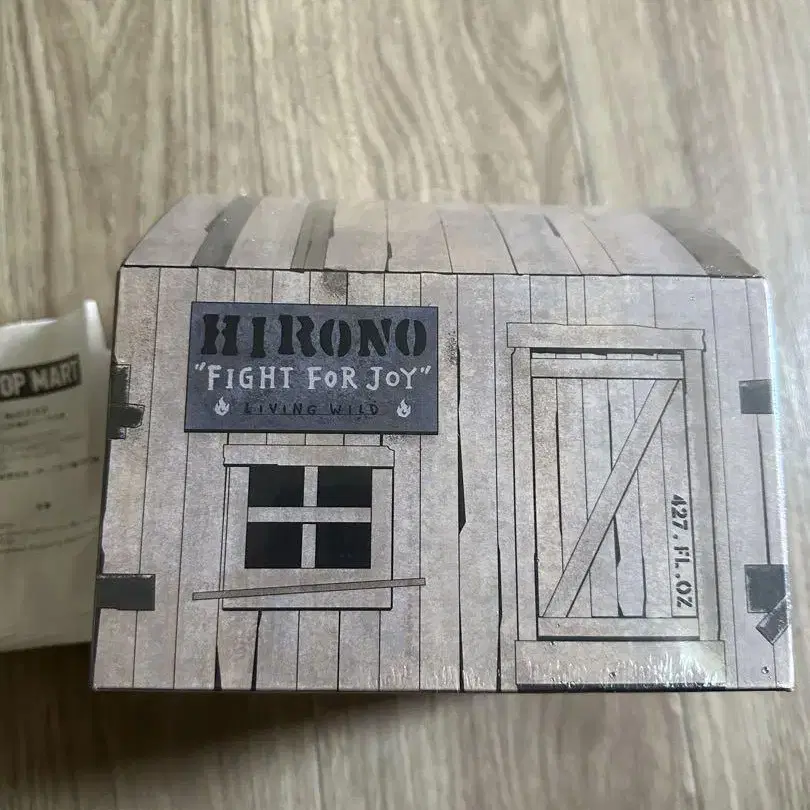 HIRONO
"FIGHT FOR JOY"
LIVING WILD
427. FL. OZ
OP MART